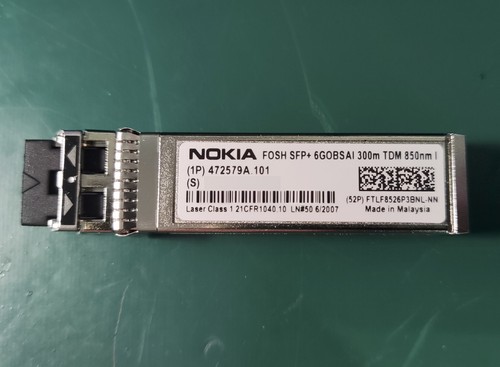 NOKIA FOSH SFP+ 6GOBSAI 300m TDM 850nm I
(1P) 472579A.101
(S)
(52P) FTLF8526P3BNL-NN
Laser Class 1 21CFR1040.10 LN#50 6/2007 Made in Malaysia